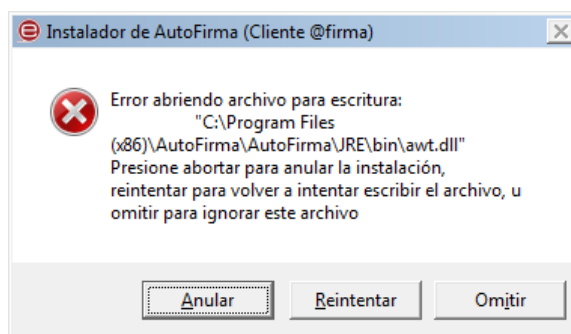 Instalador de AutoFirma (Cliente @firma)
Error abriendo archivo para escritura:
"C:\Program Files
(x86)\AutoFirma\AutoFirma\JRE\bin\awt.dll"
Presione abortar para anular la instalación,
reintentar para volver a intentar escribir el archivo, u
omitir para ignorar este archivo
Anular
Reintentar
Omitir